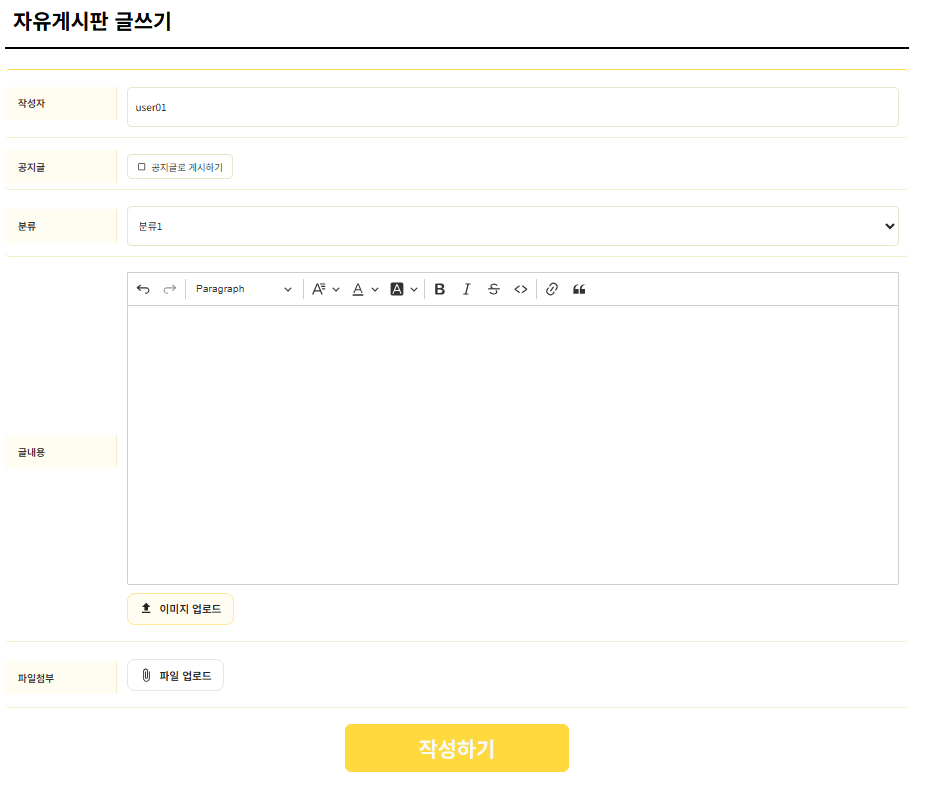 자유게시판 글쓰기
작성자
user01
공지글
공지글로 게시하기
분류
분류1
Paragraph
글내용
이미지 업로드
파일첨부
파일 업로드
작성하기